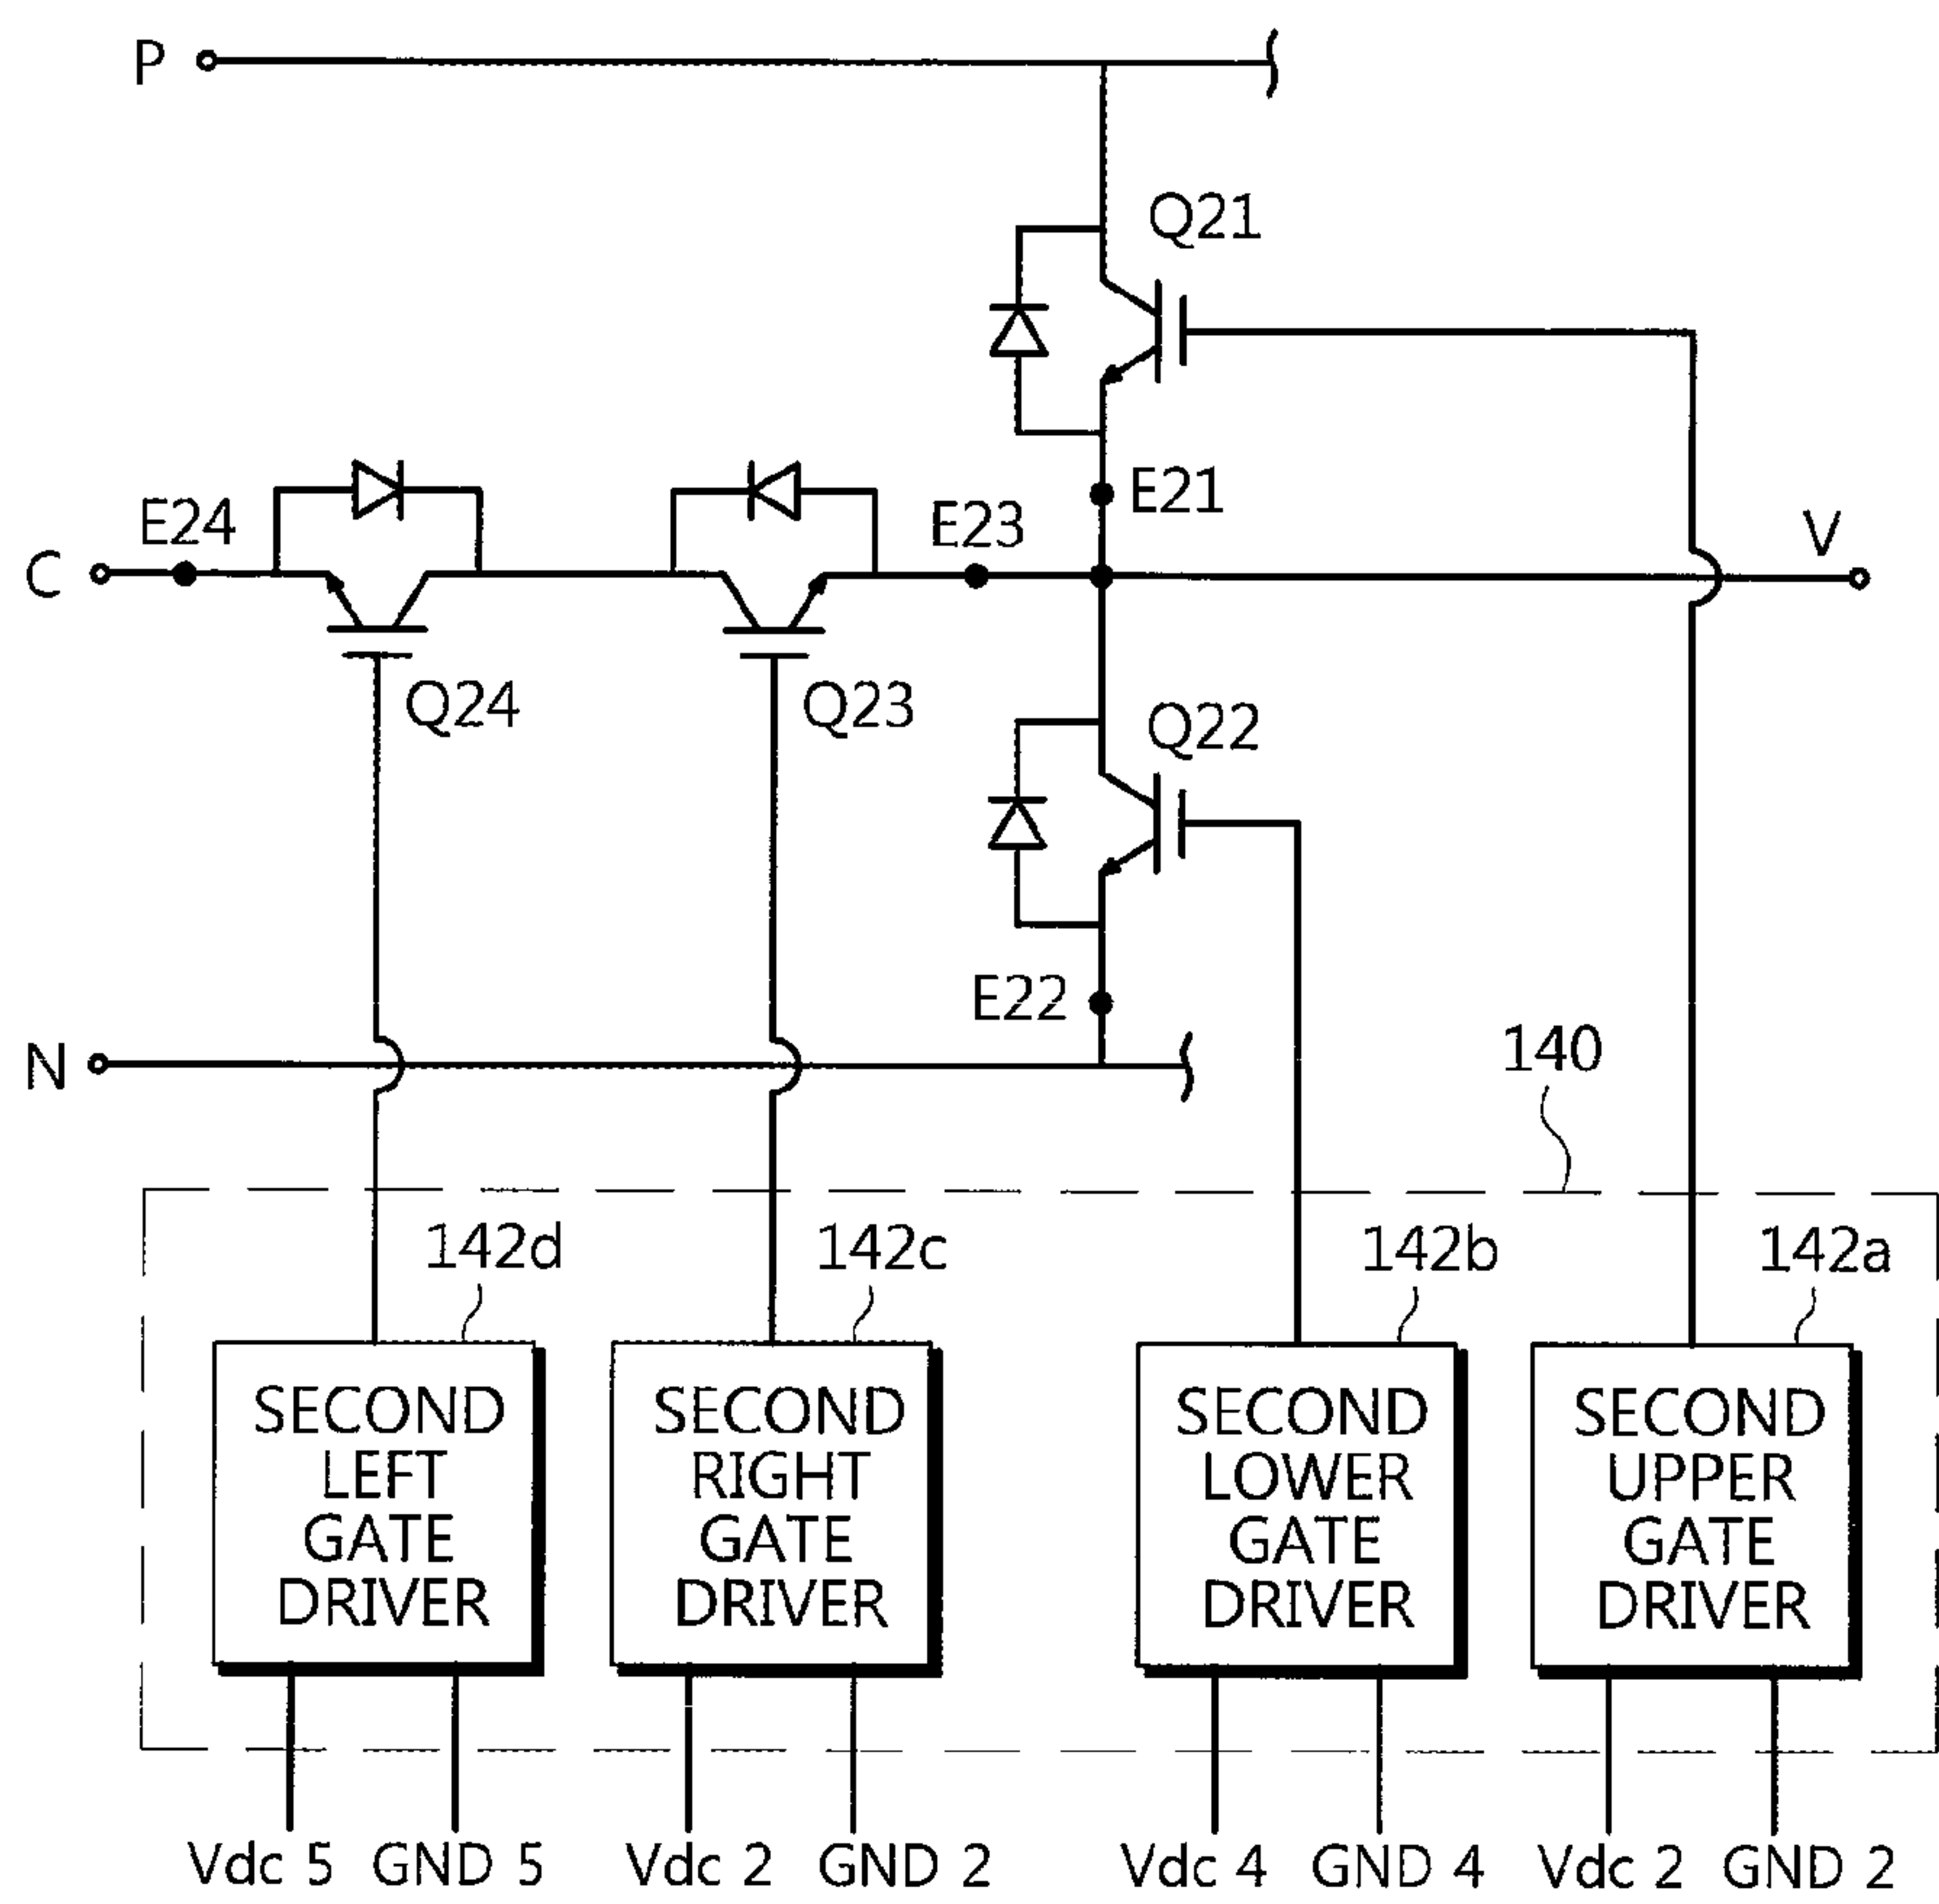 P
Q21
E21
E24
E23
V
C
Q24
Q23
Q22
E22
N
140
142d
142c
142b
142a
SECOND
LEFT
GATE
DRIVER
SECOND
RIGHT
GATE
DRIVER
SECOND
LOWER
GATE
DRIVER
SECOND
UPPER
GATE
DRIVER
Vdc 5
GND 5
Vdc 2
GND 2
Vdc 4
GND 4
Vdc 2
GND 2